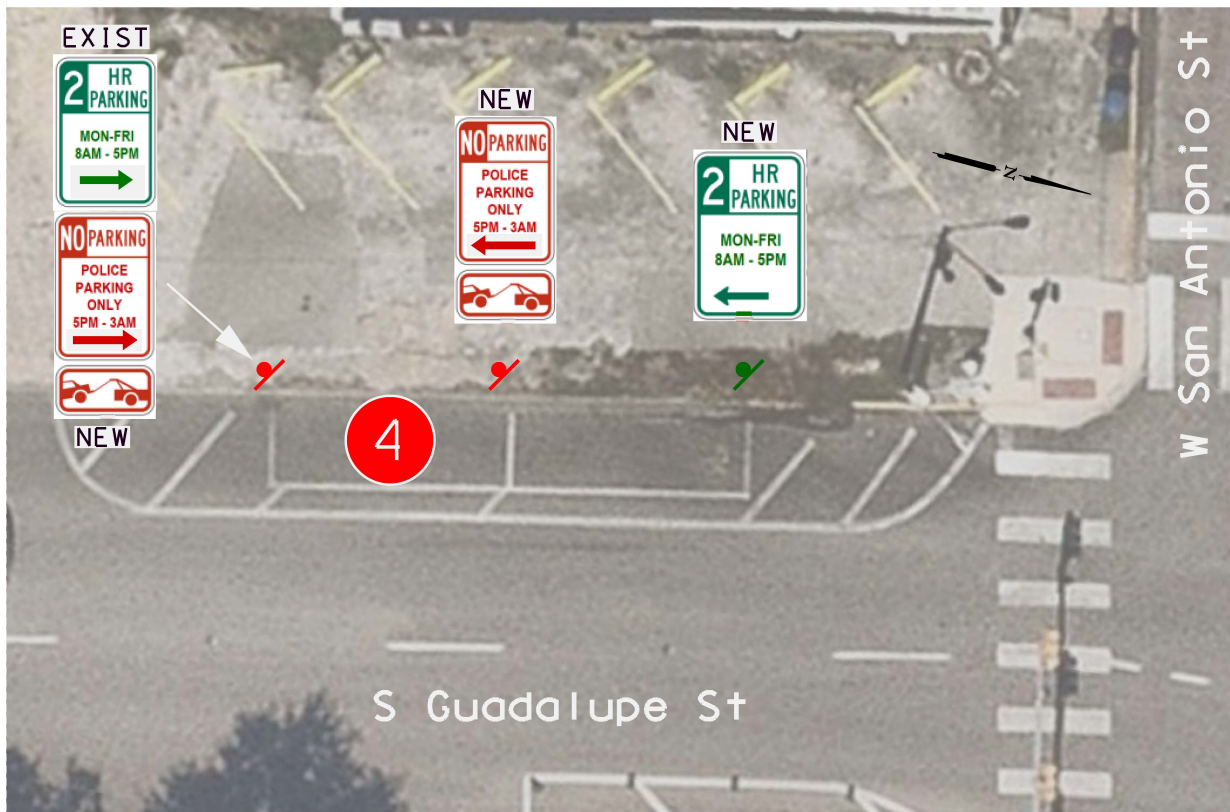 EXIST
2 HR
PARKING
MON-FRI
8AM - 5PM
NO PARKING
POLICE
PARKING
ONLY
5PM - 3AM
NEW
NEW
NO PARKING
POLICE
PARKING
ONLY
5PM - 3AM
NEW
2 HR
PARKING
MON-FRI
8AM - 5PM
N
W San Antonio St
4
S Guadalupe St